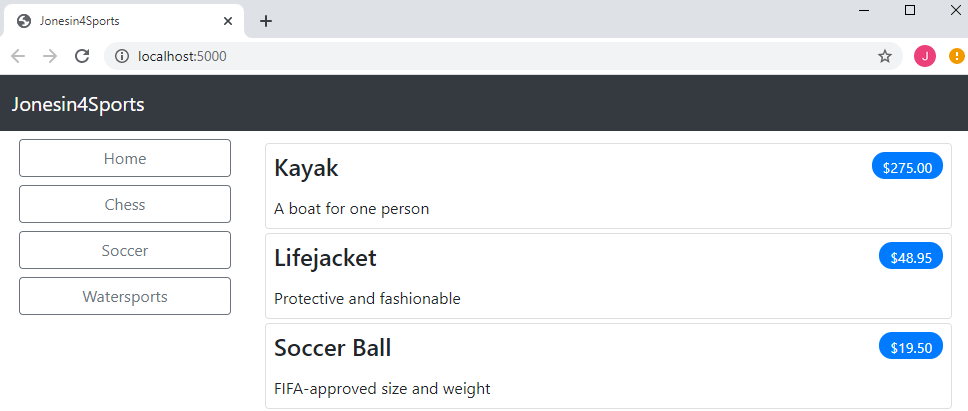 Jonesin4Sports
localhost:5000
J
Jonesin4Sports
Home
Chess
Soccer
Watersports
Kayak
$275.00
A boat for one person
Lifejacket
$48.95
Protective and fashionable
Soccer Ball
$19.50
FIFA-approved size and weight